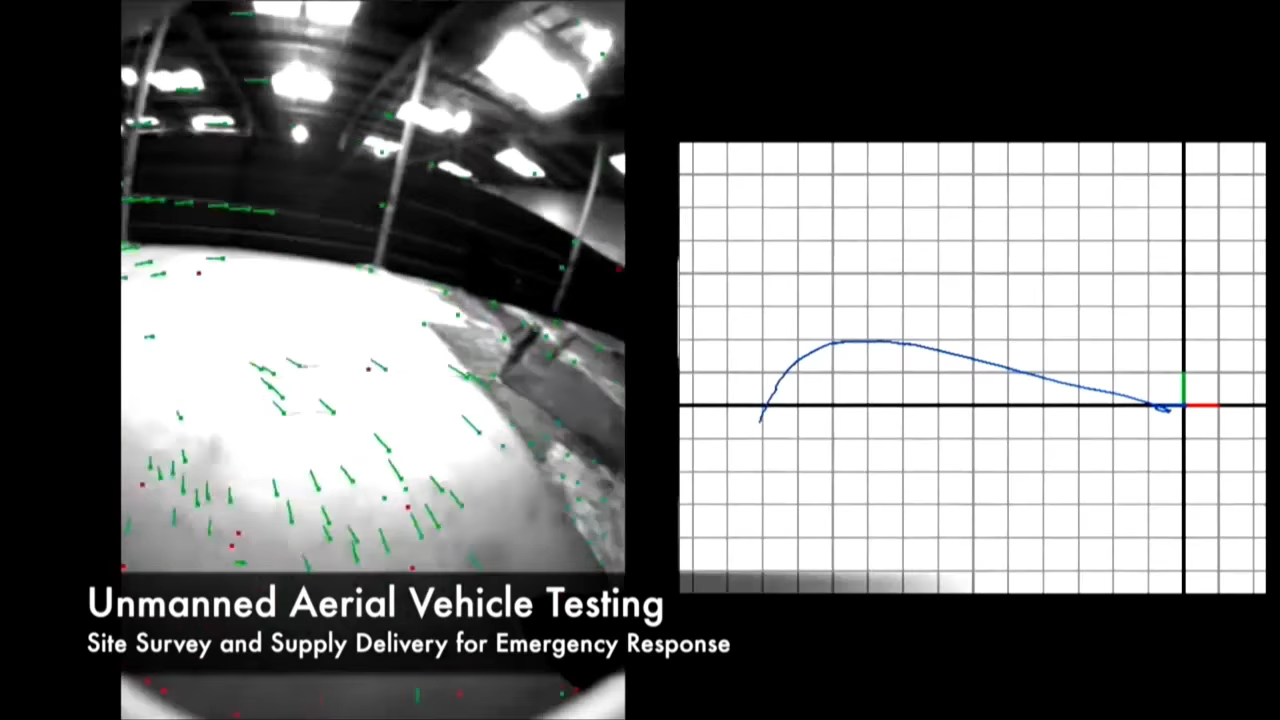 Unmanned Aerial Vehicle Testing
Site Survey and Supply Delivery for Emergency Response